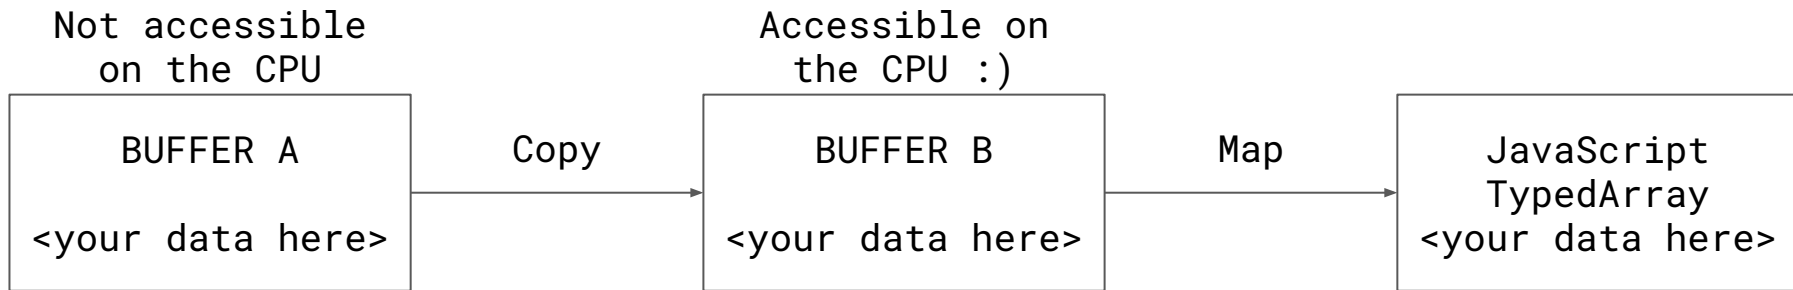 Not accessible
on the CPU
BUFFER A
<your data here>
Copy
Accessible on
the CPU :)
BUFFER B
<your data here>
Map
JavaScript
TypedArray
<your data here>